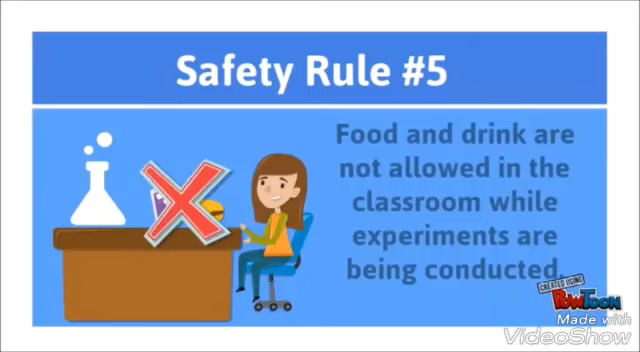 Safety Rule #5
Food and drink are
not allowed in the
classroom while
experiments are
being conducted.
CREATED USING
POWTOON
Made with
VideoShow